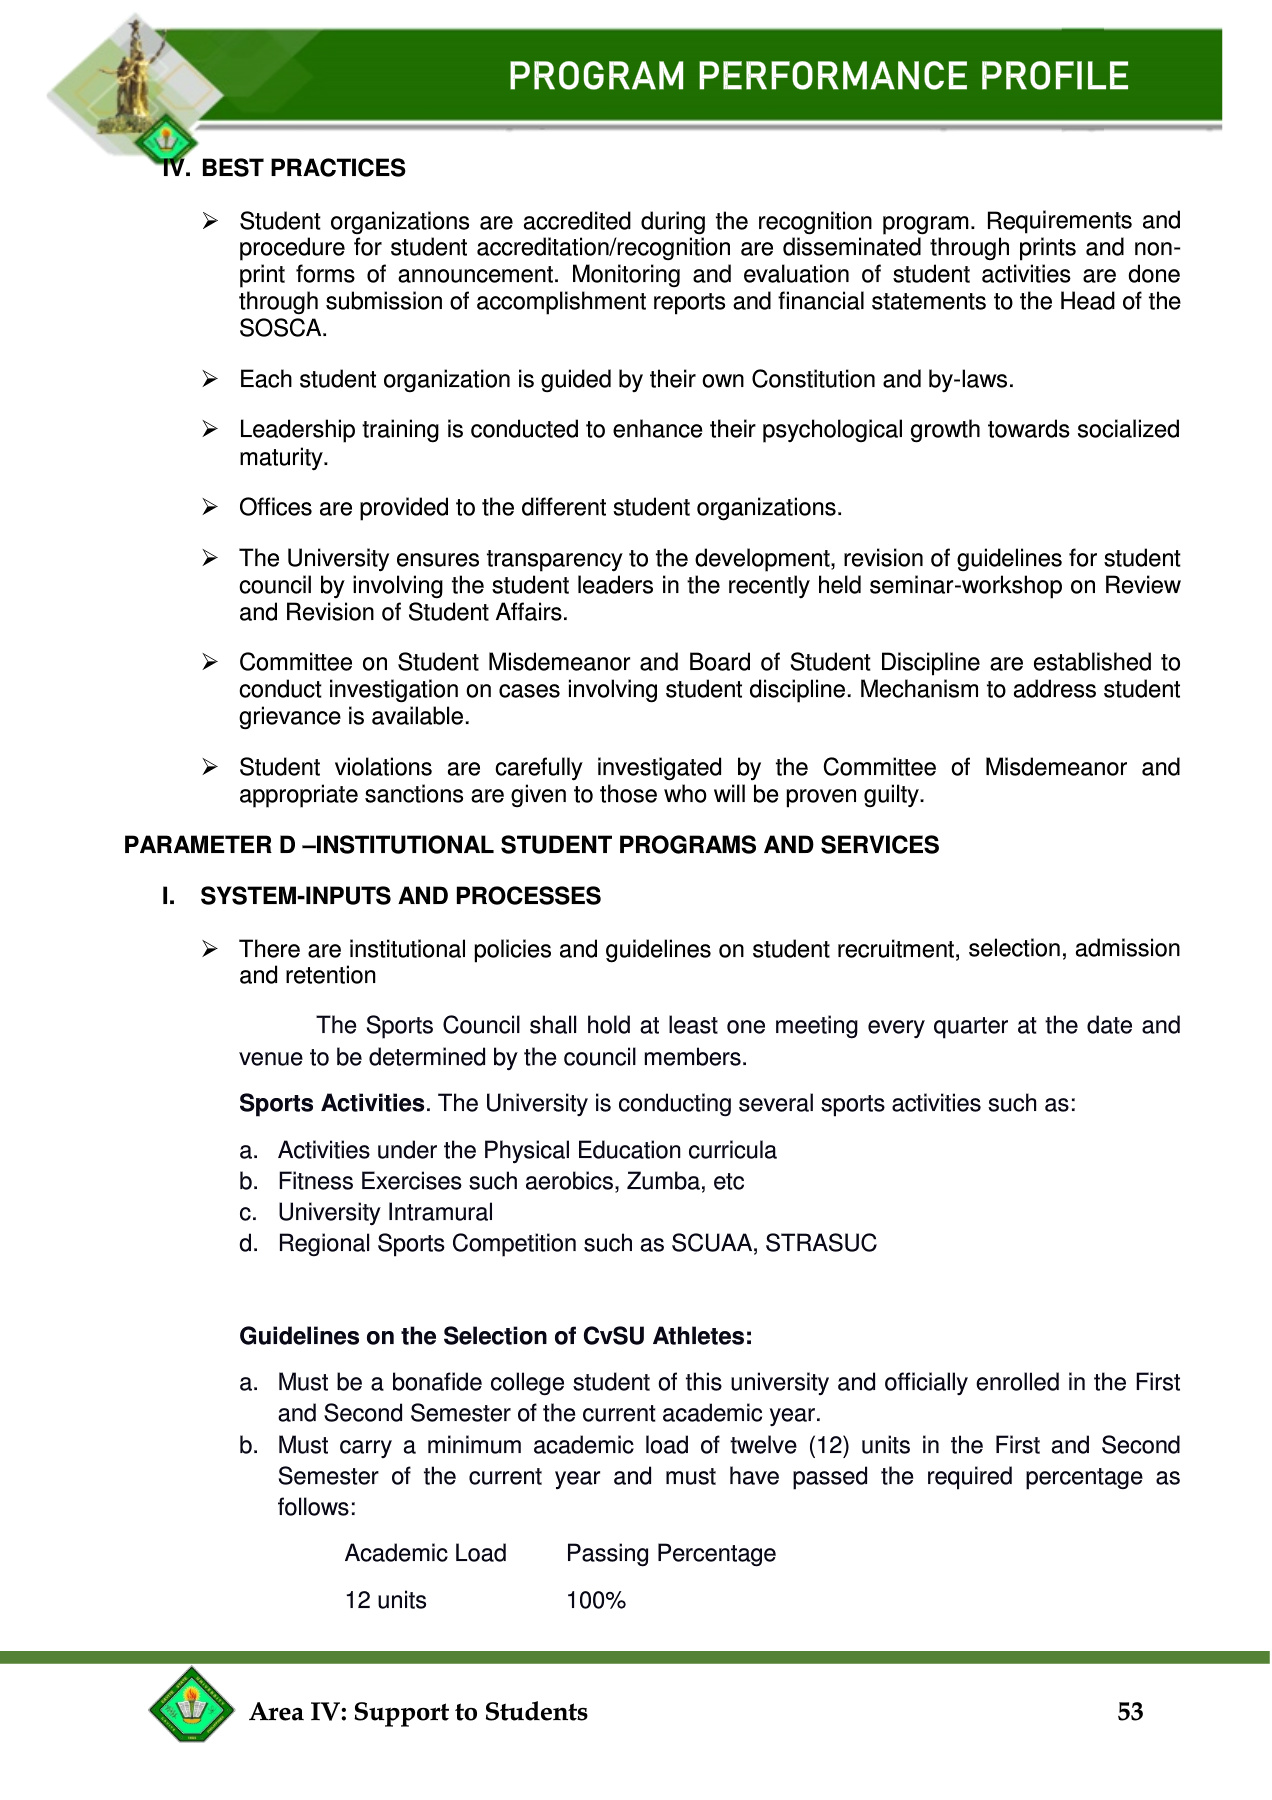 PROGRAM PERFORMANCE PROFILE
IV. BEST PRACTICES
➢ Student organizations are accredited during the recognition program. Requirements and
procedure for student accreditation/recognition are disseminated through prints and non-
print forms of announcement. Monitoring and evaluation of student activities are done
through submission of accomplishment reports and financial statements to the Head of the
SOSCA.
➢ Each student organization is guided by their own Constitution and by-laws.
➢ Leadership training is conducted to enhance their psychological growth towards socialized
maturity.
➢ Offices are provided to the different student organizations.
➢ The University ensures transparency to the development, revision of guidelines for student
council by involving the student leaders in the recently held seminar-workshop on Review
and Revision of Student Affairs.
➢ Committee on Student Misdemeanor and Board of Student Discipline are established to
conduct investigation on cases involving student discipline. Mechanism to address student
grievance is available.
➢ Student violations are carefully investigated by the Committee of Misdemeanor and
appropriate sanctions are given to those who will be proven guilty.
PARAMETER D –INSTITUTIONAL STUDENT PROGRAMS AND SERVICES
I. SYSTEM-INPUTS AND PROCESSES
➢ There are institutional policies and guidelines on student recruitment, selection, admission
and retention
The Sports Council shall hold at least one meeting every quarter at the date and
venue to be determined by the council members.
Sports Activities. The University is conducting several sports activities such as:
a. Activities under the Physical Education curricula
b. Fitness Exercises such aerobics, Zumba, etc
c. University Intramural
d. Regional Sports Competition such as SCUAA, STRASUC
Guidelines on the Selection of CvSU Athletes:
a. Must be a bonafide college student of this university and officially enrolled in the First
and Second Semester of the current academic year.
b. Must carry a minimum academic load of twelve (12) units in the First and Second
Semester of the current year and must have passed the required percentage as
follows:
Academic Load Passing Percentage
12 units 100%
Area IV: Support to Students 53